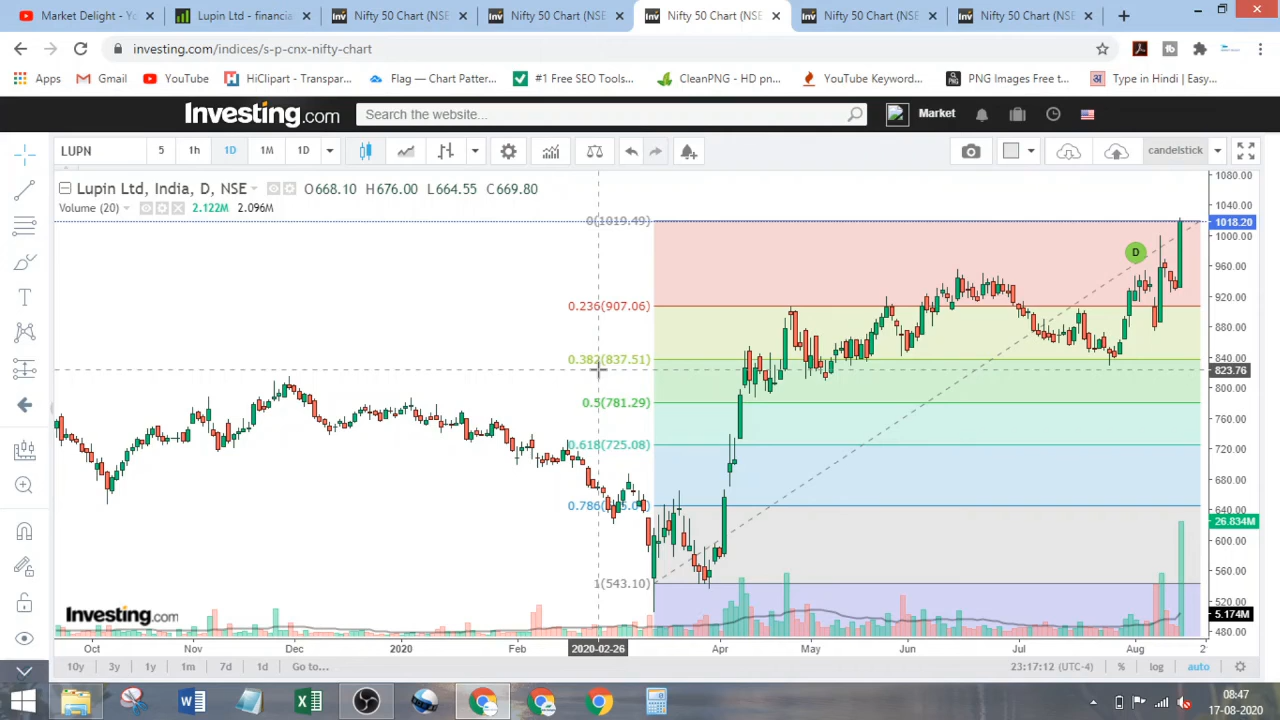 Market Delight - Y
Lupin Ltd - financia
Nifty 50 Chart (NSE
Nifty 50 Chart (NSE
Nifty 50 Chart (NSE
Nifty 50 Chart (NSE
Nifty 50 Chart (NSE
investing.com/indices/s-p-cnx-nifty-chart
Apps
Gmail
YouTube
HiClipart - Transpar...
Flag — Chart Patter...
#1 Free SEO Tools...
CleanPNG - HD pn...
YouTube Keyword...
PNG Images Free t...
Type in Hindi | Easy...
Investing.com
Search the website...
Market
LUPN
5
1h
1D
1M
1D
candelstick
Lupin Ltd, India, D, NSE
O668.10 H676.00 L664.55 C669.80
Volume (20)
2.122M 2.096M
1080.00
1040.00
1018.20
1000.00
960.00
920.00
880.00
840.00
823.76
800.00
760.00
720.00
680.00
640.00
26.834M
600.00
560.00
520.00
5.174M
480.00
0(1019.49)
0.236(907.06)
0.382(837.51)
0.5(781.29)
0.618(725.08)
1(543.10)
D
Investing.com
Oct
Nov
Dec
2020
Feb
2020-02-26
Apr
May
Jun
Jul
Aug
2
10y
3y
1y
1m
7d
1d
Go to...
23:17:12 (UTC-4)
%
log
auto
08:47
17-08-2020